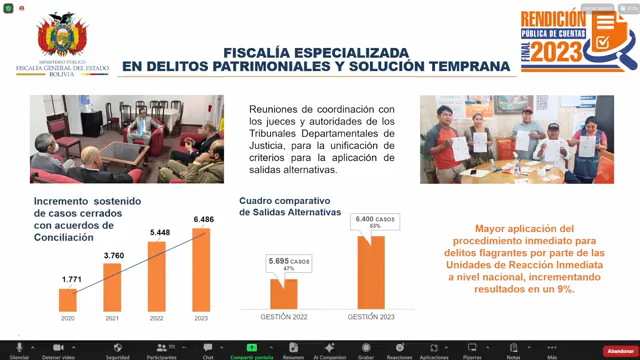 MINISTERIO PÚBLICO
FISCALÍA GENERAL DEL ESTADO
BOLIVIA
FISCALÍA ESPECIALIZADA
EN DELITOS PATRIMONIALES Y SOLUCIÓN TEMPRANA
RENDICIÓN
PÚBLICA DE CUENTAS
FINAL 2023
Reuniones de coordinación con
los jueces y autoridades de los
Tribunales Departamentales de
Justicia, para la unificación de
criterios para la aplicación de
salidas alternativas.
Incremento sostenido
de casos cerrados
con acuerdos de
Conciliación
1.771
3.760
5.448
6.486
2020
2021
2022
2023
Cuadro comparativo
de Salidas Alternativas
5.695 CASOS
47%
6.400 CASOS
53%
GESTIÓN 2022
GESTIÓN 2023
Mayor aplicación del
procedimiento inmediato para
delitos flagrantes por parte de las
Unidades de Reacción Inmediata
a nivel nacional, incrementando
resultados en un 9%.
Silenciar
Detener video
Seguridad
Participantes
Chat
Compartir pantalla
Resumen
AI Companion
Grabar
Reacciones
Aplicaciones
Pizarras
Notas
Más
Abandonar